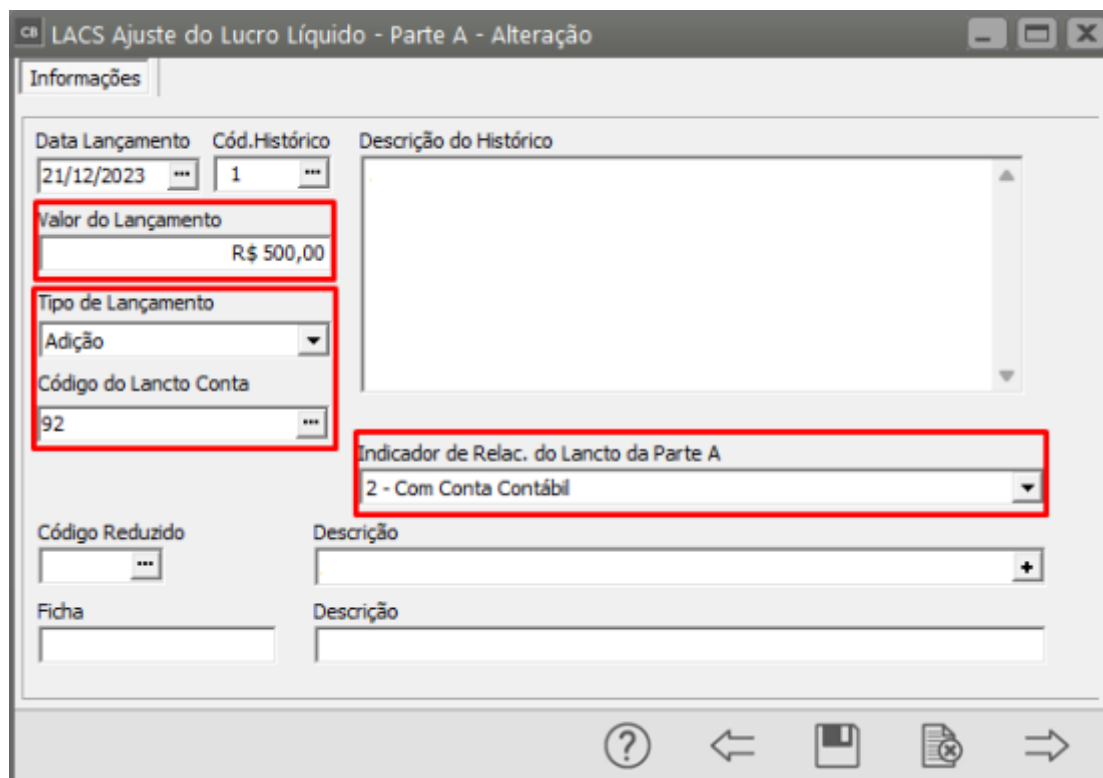 CB LACS Ajuste do Lucro Líquido - Parte A - Alteração
Informações
Data Lançamento Cód.Histórico Descrição do Histórico
21/12/2023 ... 1 ...
Valor do Lançamento
R$ 500,00
Tipo de Lançamento
Adição
Código do Lancto Conta
92 ...
Indicador de Relac. do Lancto da Parte A
2 - Com Conta Contábil
Código Reduzido Descrição
... +
Ficha Descrição
?